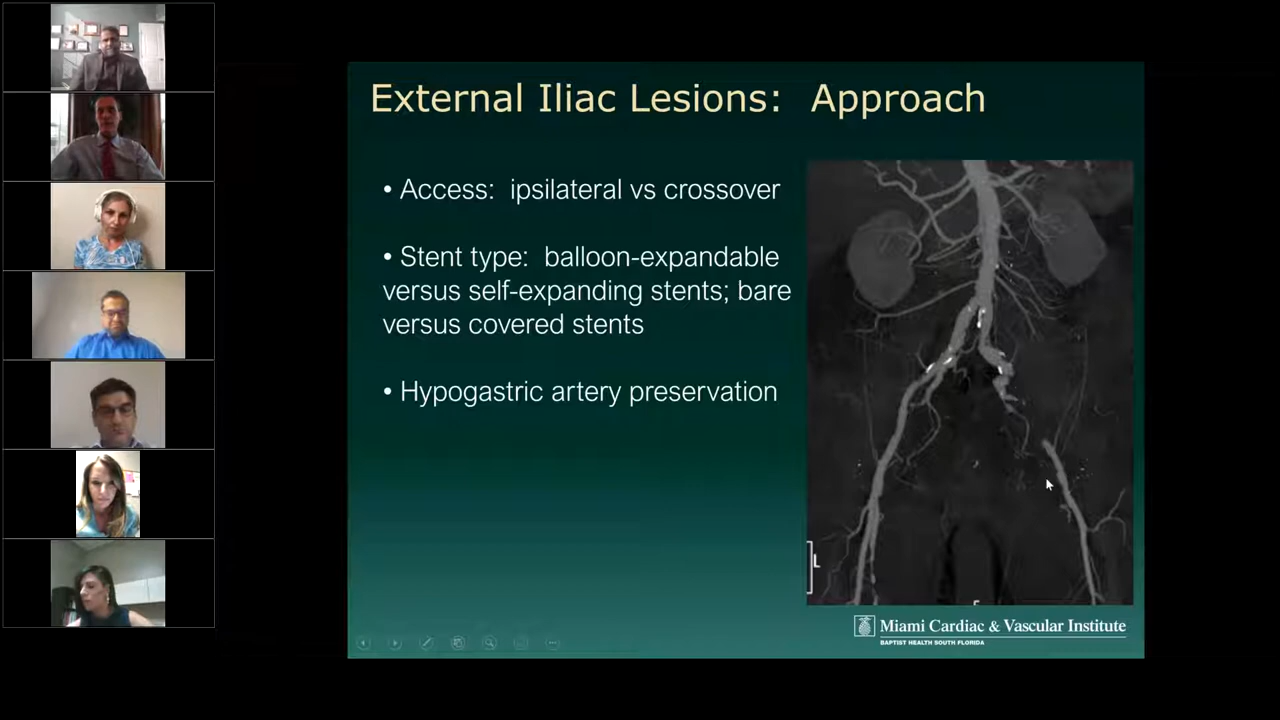 External Iliac Lesions: Approach
• Access: ipsilateral vs crossover
• Stent type: balloon-expandable
versus self-expanding stents; bare
versus covered stents
• Hypogastric artery preservation
L
Miami Cardiac & Vascular Institute
BAPTIST HEALTH SOUTH FLORIDA